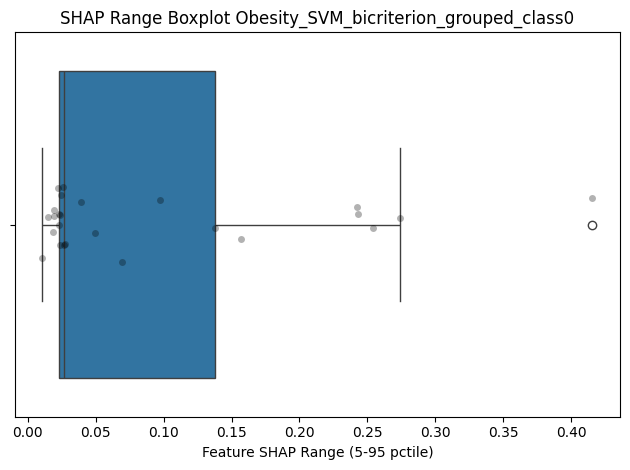 SHAP Range Boxplot Obesity_SVM_bicriterion_grouped_class0
0.00 0.05 0.10 0.15 0.20 0.25 0.30 0.35 0.40
Feature SHAP Range (5-95 pctile)